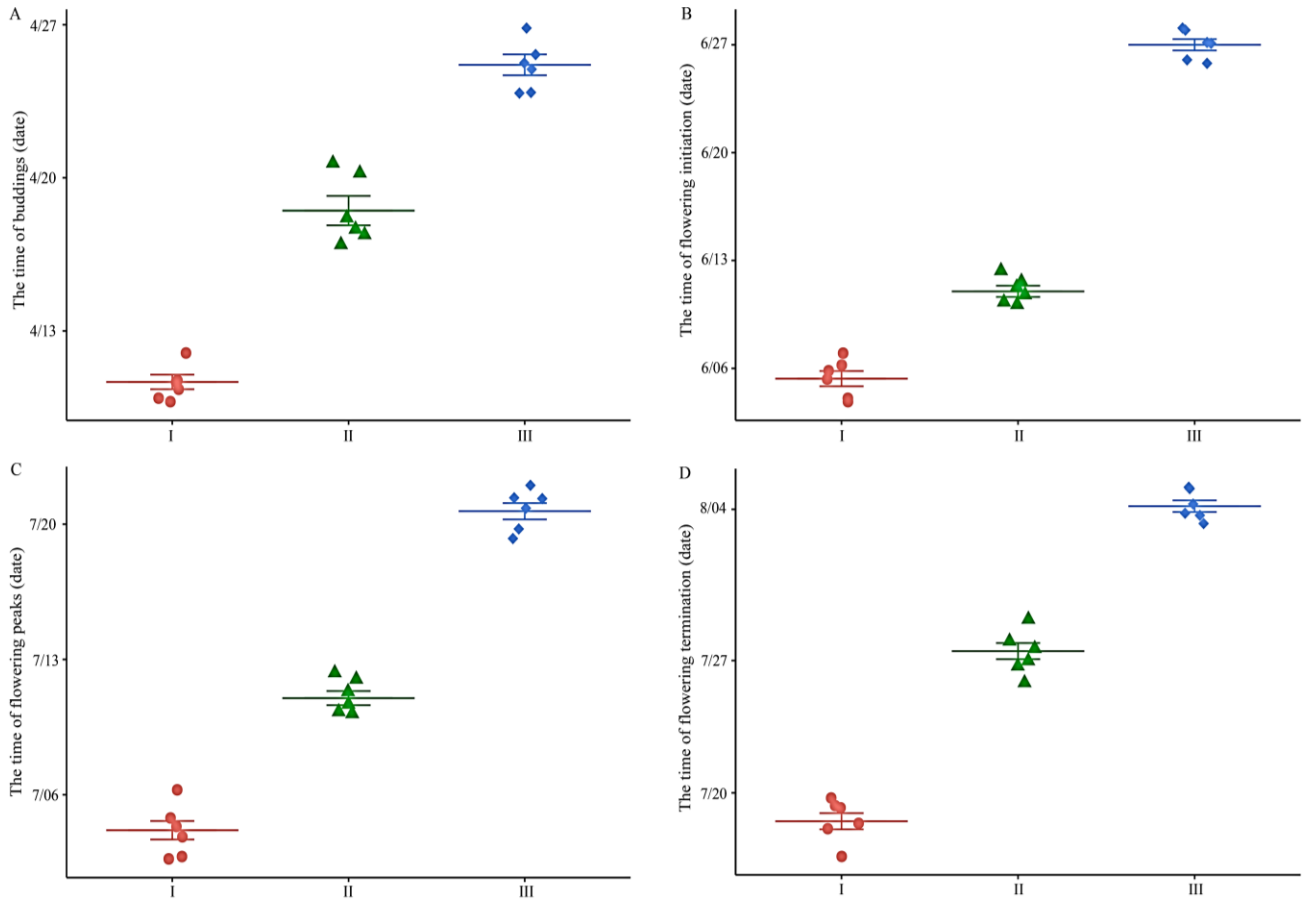 A
The time of buddings (date)
4/27
4/20
4/13
I
II
III
B
The time of flowering initiation (date)
6/27
6/20
6/13
6/06
I
II
III
C
The time of flowering peaks (date)
7/20
7/13
7/06
I
II
III
D
The time of flowering termination (date)
8/04
7/27
7/20
I
II
III